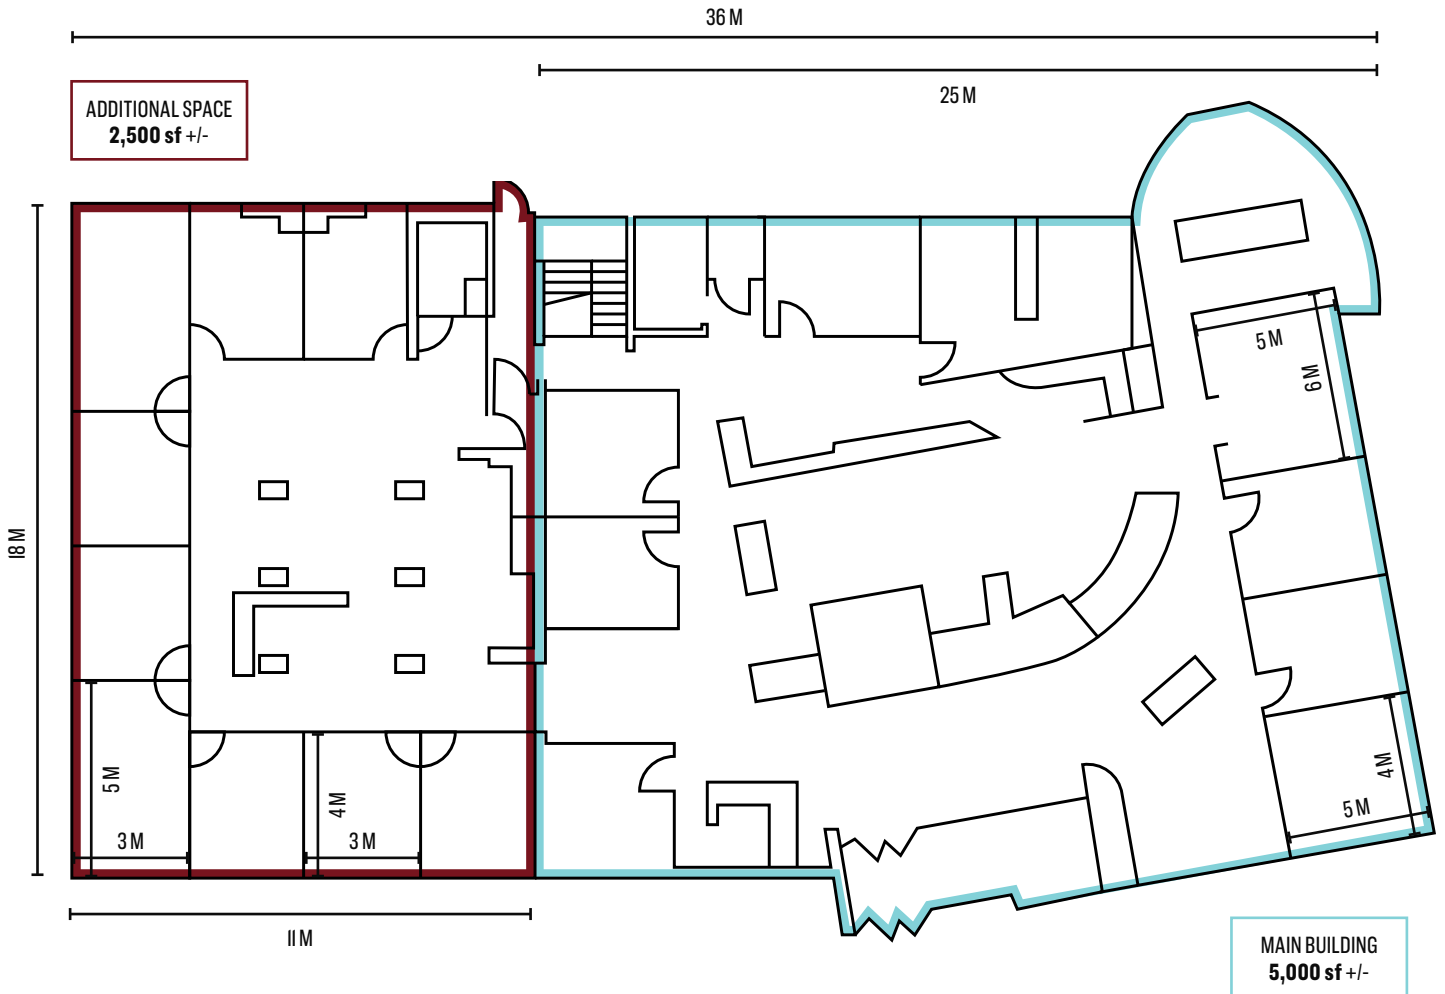 36 M
25 M
ADDITIONAL SPACE
2,500 sf +/-
5 M
6 M
18 M
5 M
3 M
4 M
3 M
4 M
5 M
11 M
MAIN BUILDING
5,000 sf +/-